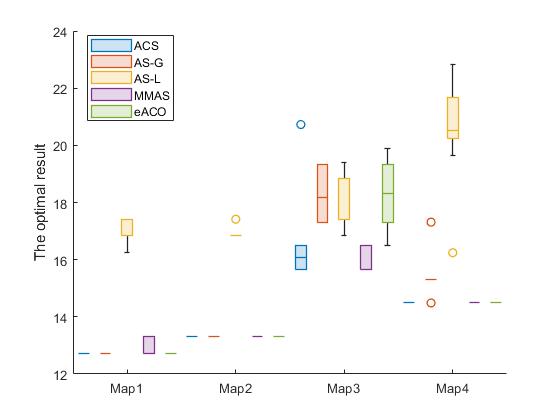 24
22
20
18
16
14
12
The optimal result
ACS
AS-G
AS-L
MMAS
eACO
Map1 Map2 Map3 Map4